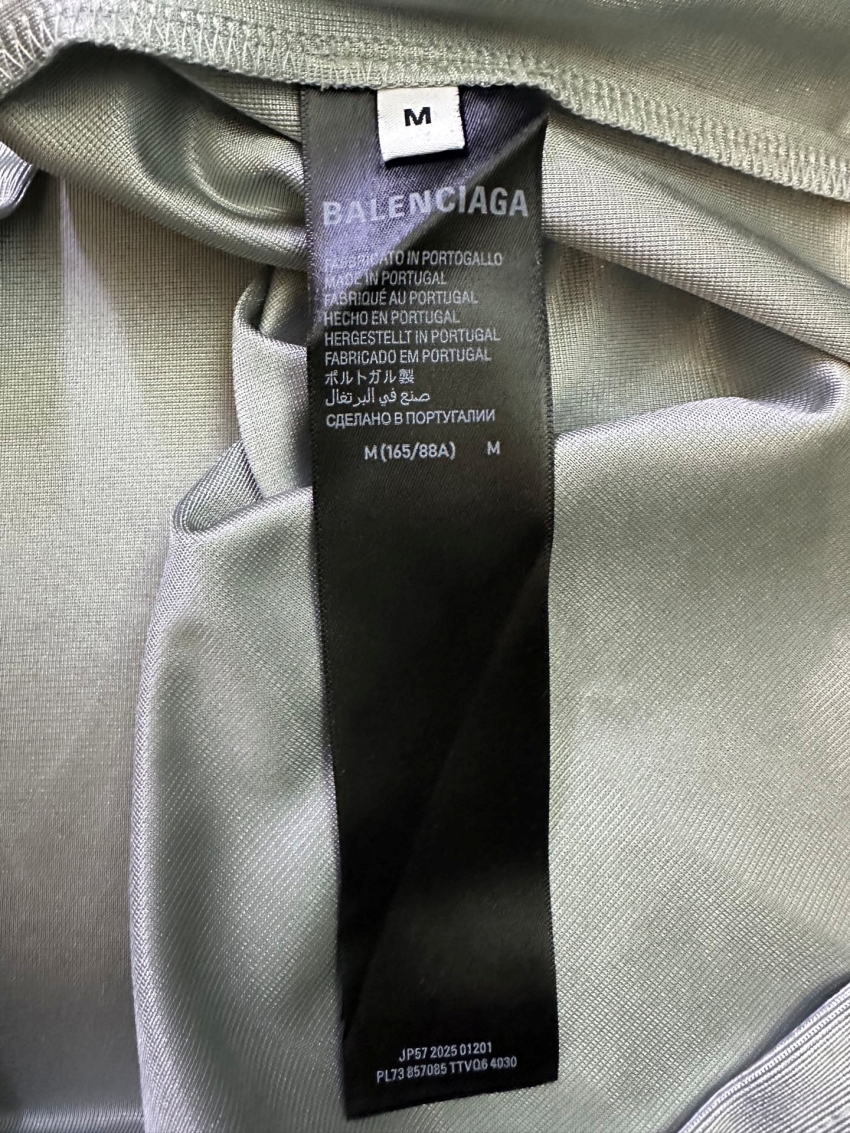 M
BALENCIAGA
FABBRICATO IN PORTOGALLO
MADE IN PORTUGAL
FABRIQUÉ AU PORTUGAL
HECHO EN PORTUGAL
HERGESTELLT IN PORTUGAL
FABRICADO EM PORTUGAL
ポルトガル製
صنع في البرتغال
СДЕЛАНО В ПОРТУГАЛИИ
M (165/88A) M
JP57 2025 01201
PL73 857085 TTVQ6 4030